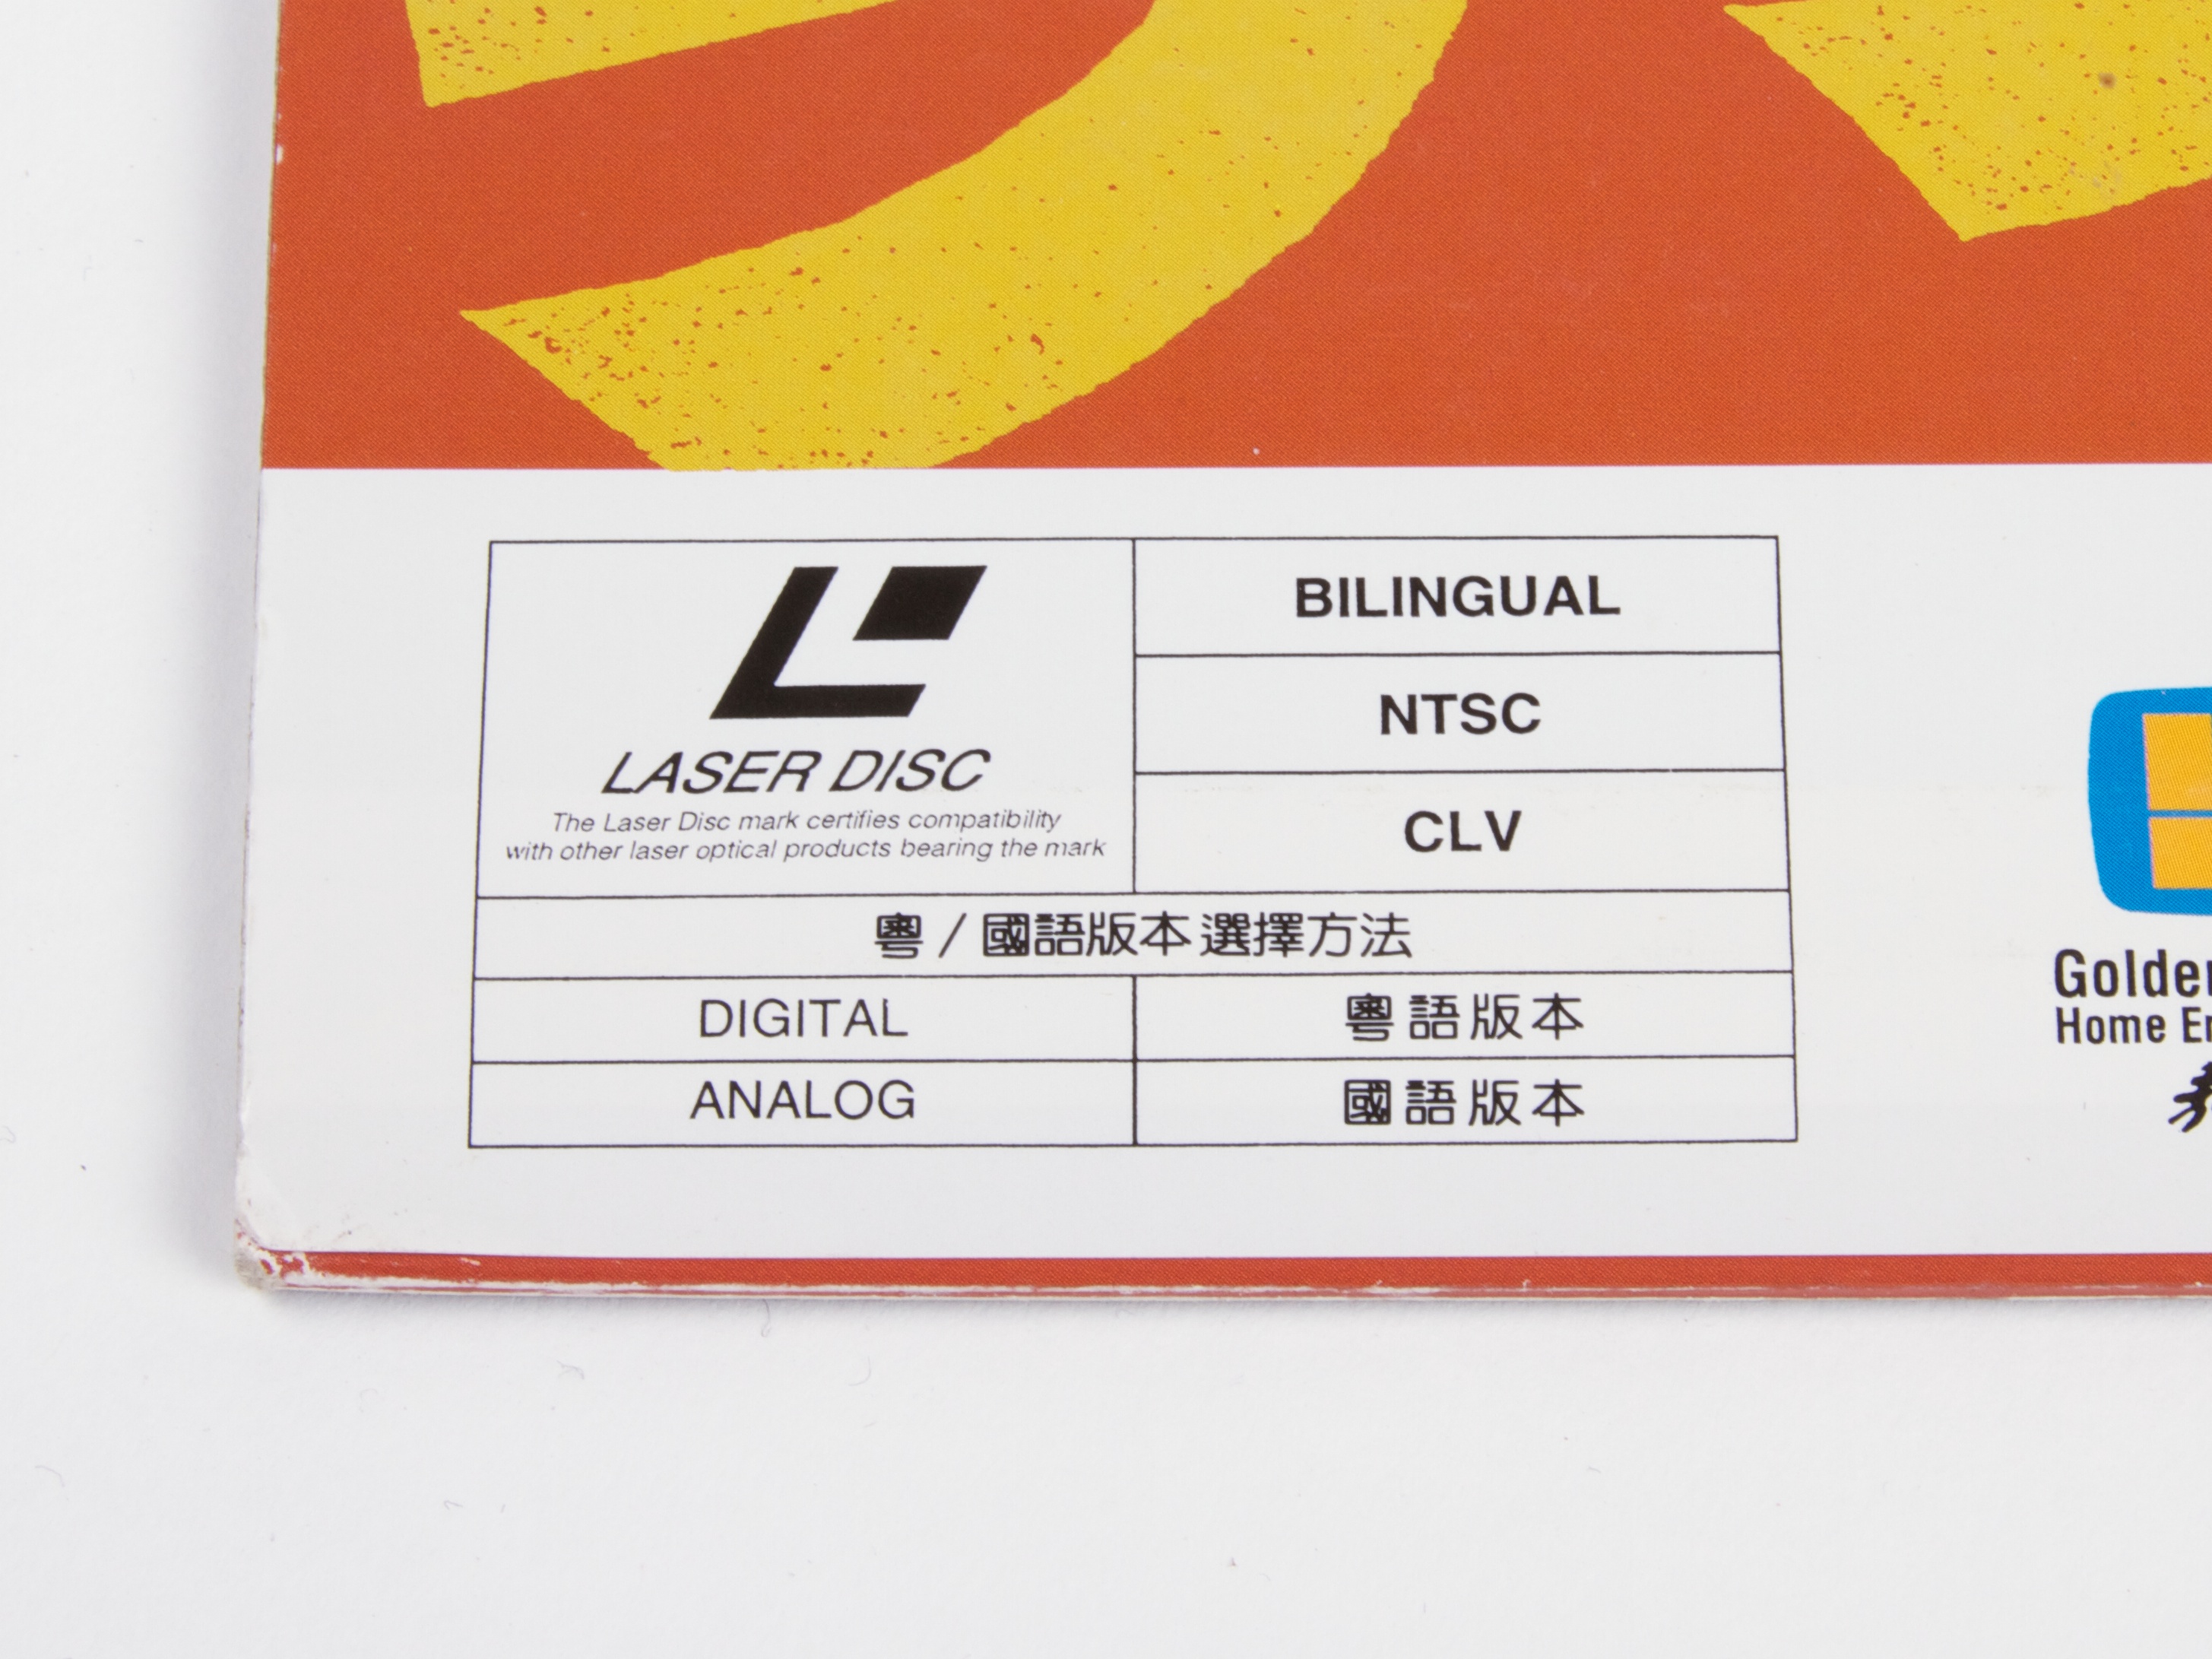 BILINGUAL
NTSC
CLV
LASER DISC
The Laser Disc mark certifies compatibility
with other laser optical products bearing the mark
粵/國語版本選擇方法
DIGITAL 粵語版本
ANALOG 國語版本
Golden
Home